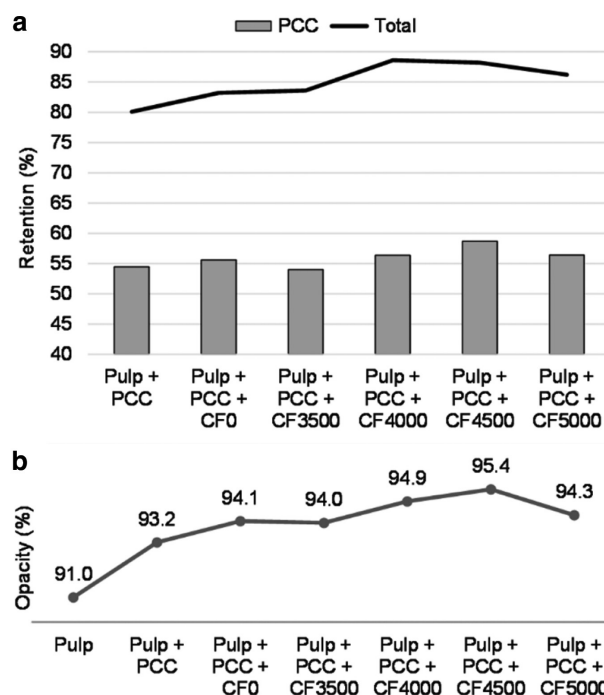 a
PCC Total
90
85
80
75
70
65
60
55
50
45
40
Retention (%)
Pulp + Pulp + Pulp + Pulp + Pulp + Pulp +
PCC PCC + PCC + PCC + PCC + PCC +
CF0 CF3500 CF4000 CF4500 CF5000
b
Opacity (%)
91.0 93.2 94.1 94.0 94.9 95.4 94.3
Pulp Pulp + Pulp + Pulp + Pulp + Pulp + Pulp +
PCC PCC + PCC + PCC + PCC + PCC +
CF0 CF3500 CF4000 CF4500 CF5000